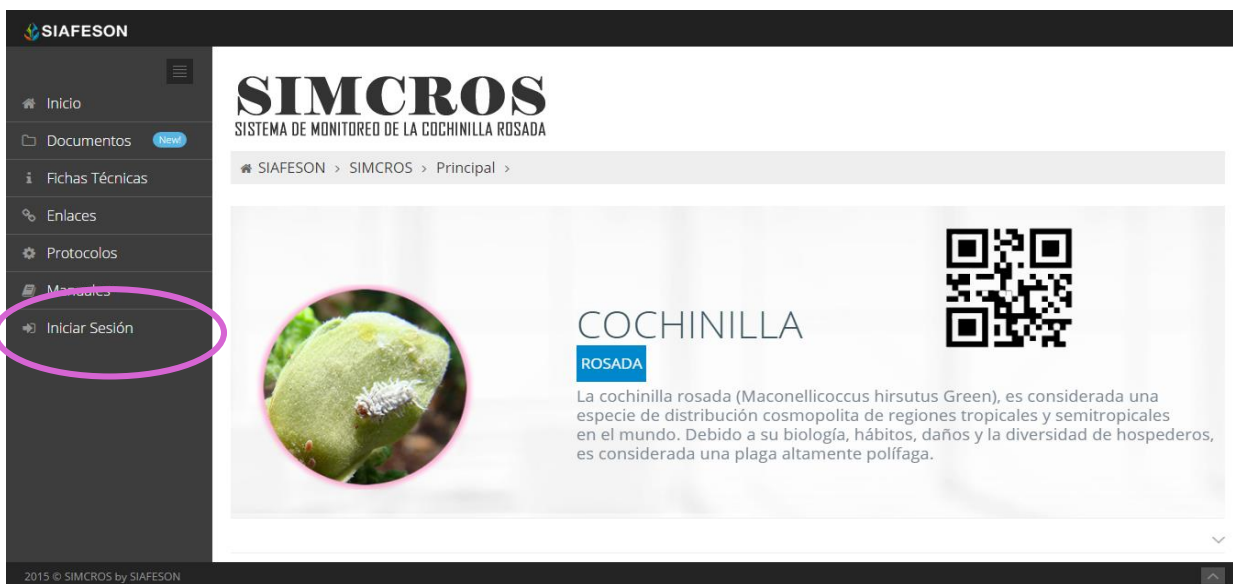 SIAFESON
Inicio
Documentos New!
Fichas Técnicas
Enlaces
Protocolos
Manuales
Iniciar Sesión
SIMCROS
SISTEMA DE MONITOREO DE LA COCHINILLA ROSADA
SIAFESON > SIMCROS > Principal >
COCHINILLA
ROSADA
La cochinilla rosada (Maconellicoccus hirsutus Green), es considerada una
especie de distribución cosmopolita de regiones tropicales y semitropicales
en el mundo. Debido a su biología, hábitos, daños y la diversidad de hospederos,
es considerada una plaga altamente polífaga.
2015 © SIMCROS by SIAFESON